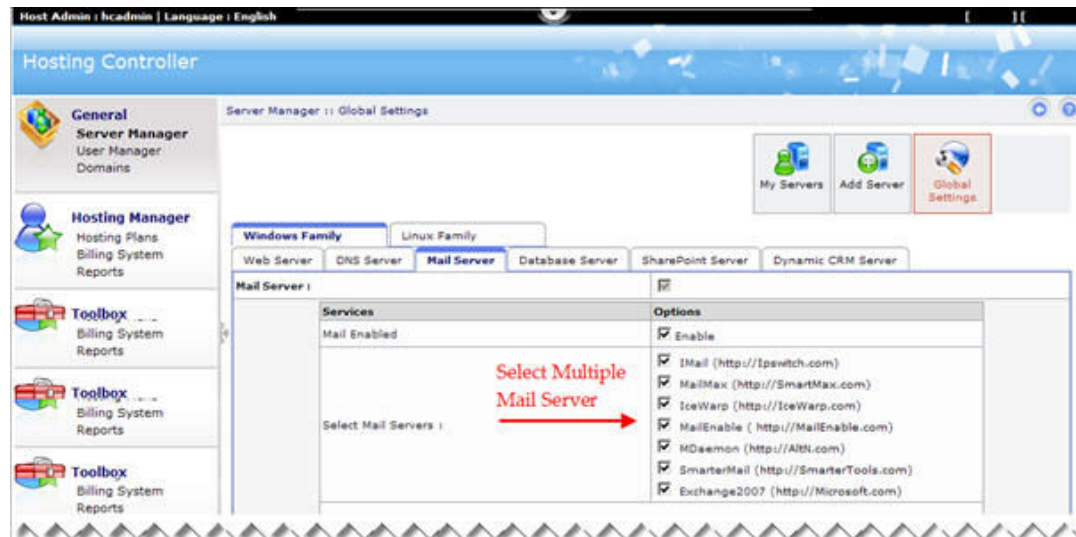 Host Admin : hcadmin | Language : English
[ ] [
Hosting Controller
General
Server Manager
User Manager
Domains
Hosting Manager
Hosting Plans
Billing System
Reports
Toolbox
Billing System
Reports
Toolbox
Billing System
Reports
Toolbox
Billing System
Reports
Server Manager :: Global Settings
My Servers
Add Server
Global
Settings
Windows Family
Linux Family
Web Server
DNS Server
Mail Server
Database Server
SharePoint Server
Dynamic CRM Server
Mail Server :
Services
Options
Mail Enabled
Enable
Select Mail Servers :
Select Multiple
Mail Server
IMail (http://Ipswitch.com)
MailMax (http://SmartMax.com)
IceWarp (http://IceWarp.com)
MailEnable ( http://MailEnable.com)
MDaemon (http://AltN.com)
SmarterMail (http://SmarterTools.com)
Exchange2007 (http://Microsoft.com)